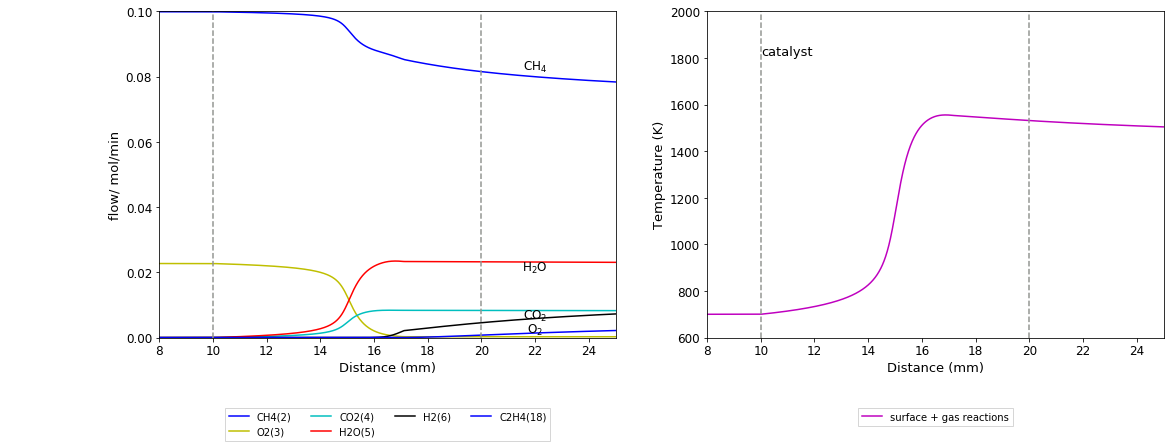 0.10
0.08
0.06
0.04
0.02
0.00
flow/ mol/min
CH4
H2O
CO2
O2
8 10 12 14 16 18 20 22 24
Distance (mm)
CH4(2) CO2(4) H2(6) C2H4(18)
O2(3) H2O(5)
2000
1800
1600
1400
1200
1000
800
600
Temperature (K)
catalyst
8 10 12 14 16 18 20 22 24
Distance (mm)
surface + gas reactions